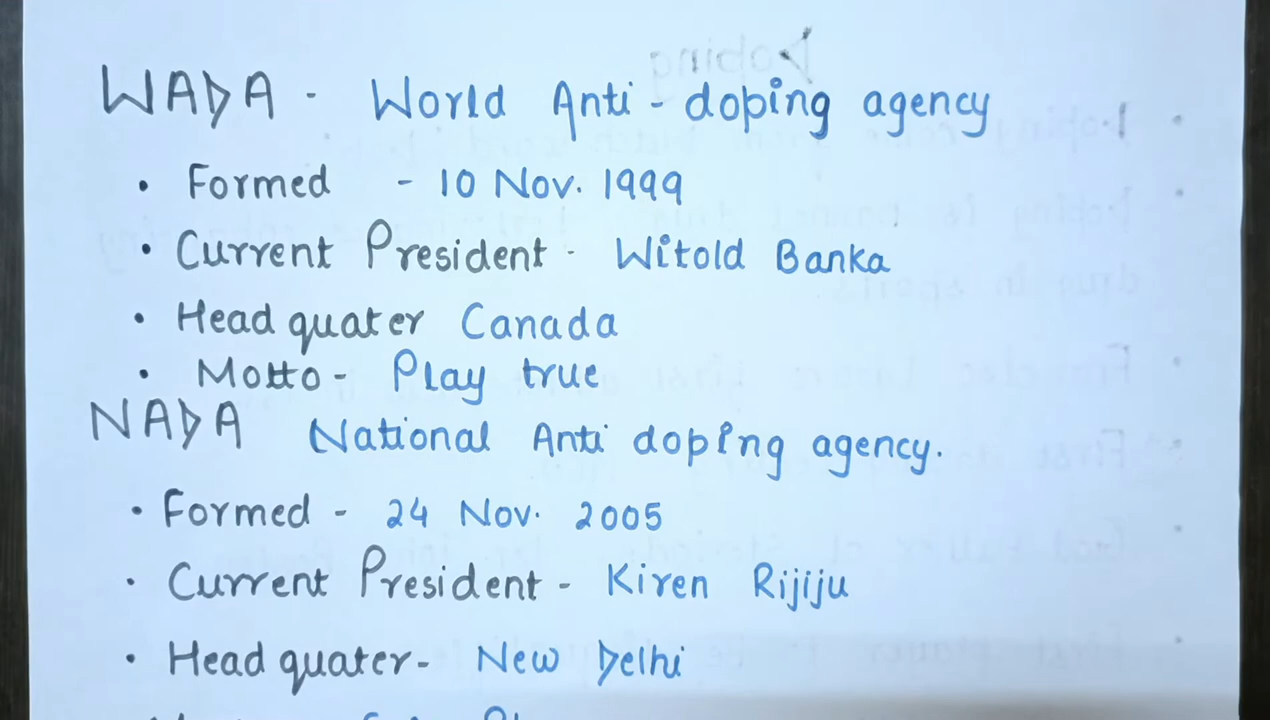 WADA - World Anti - doping agency
• Formed - 10 Nov. 1999
• Current President - Witold Banka
• Head quater Canada
• Motto - Play true
NADA National Anti doping agency.
• Formed - 24 Nov. 2005
• Current President - Kiren Rijiju
• Head quater - New Delhi